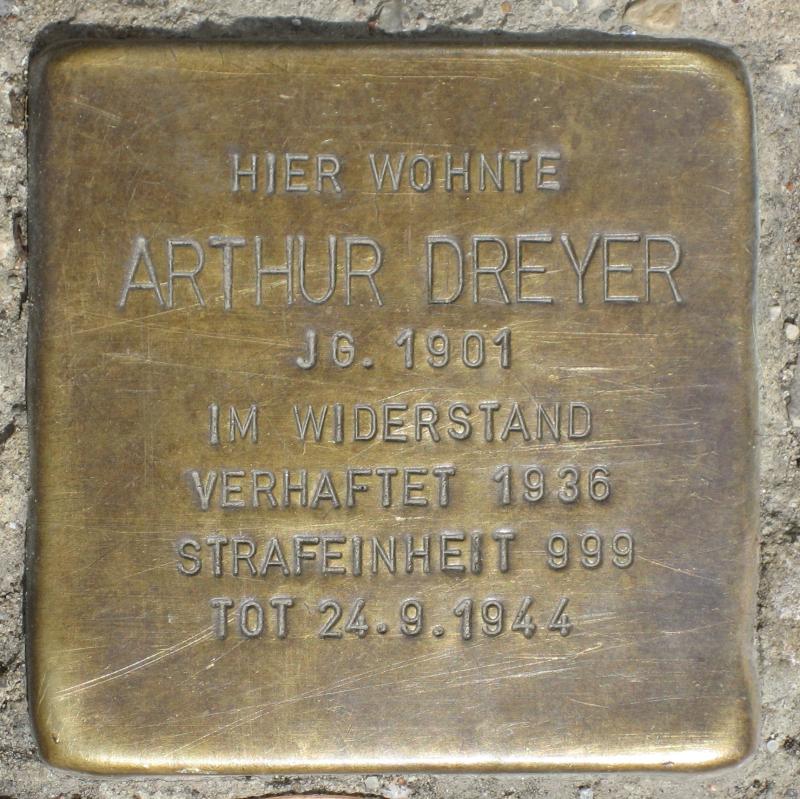 HIER WOHNTE
ARTHUR DREYER
JG. 1901
IM WIDERSTAND
VERHAFTET 1936
STRAFEINHEIT 999
TOT 24.9.1944